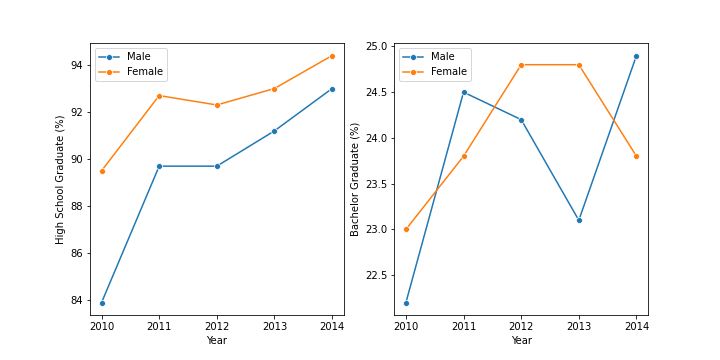 High School Graduate (%)
94
92
90
88
86
84
Male
Female
2010 2011 2012 2013 2014
Year
Bachelor Graduate (%)
25.0
24.5
24.0
23.5
23.0
22.5
Male
Female
2010 2011 2012 2013 2014
Year